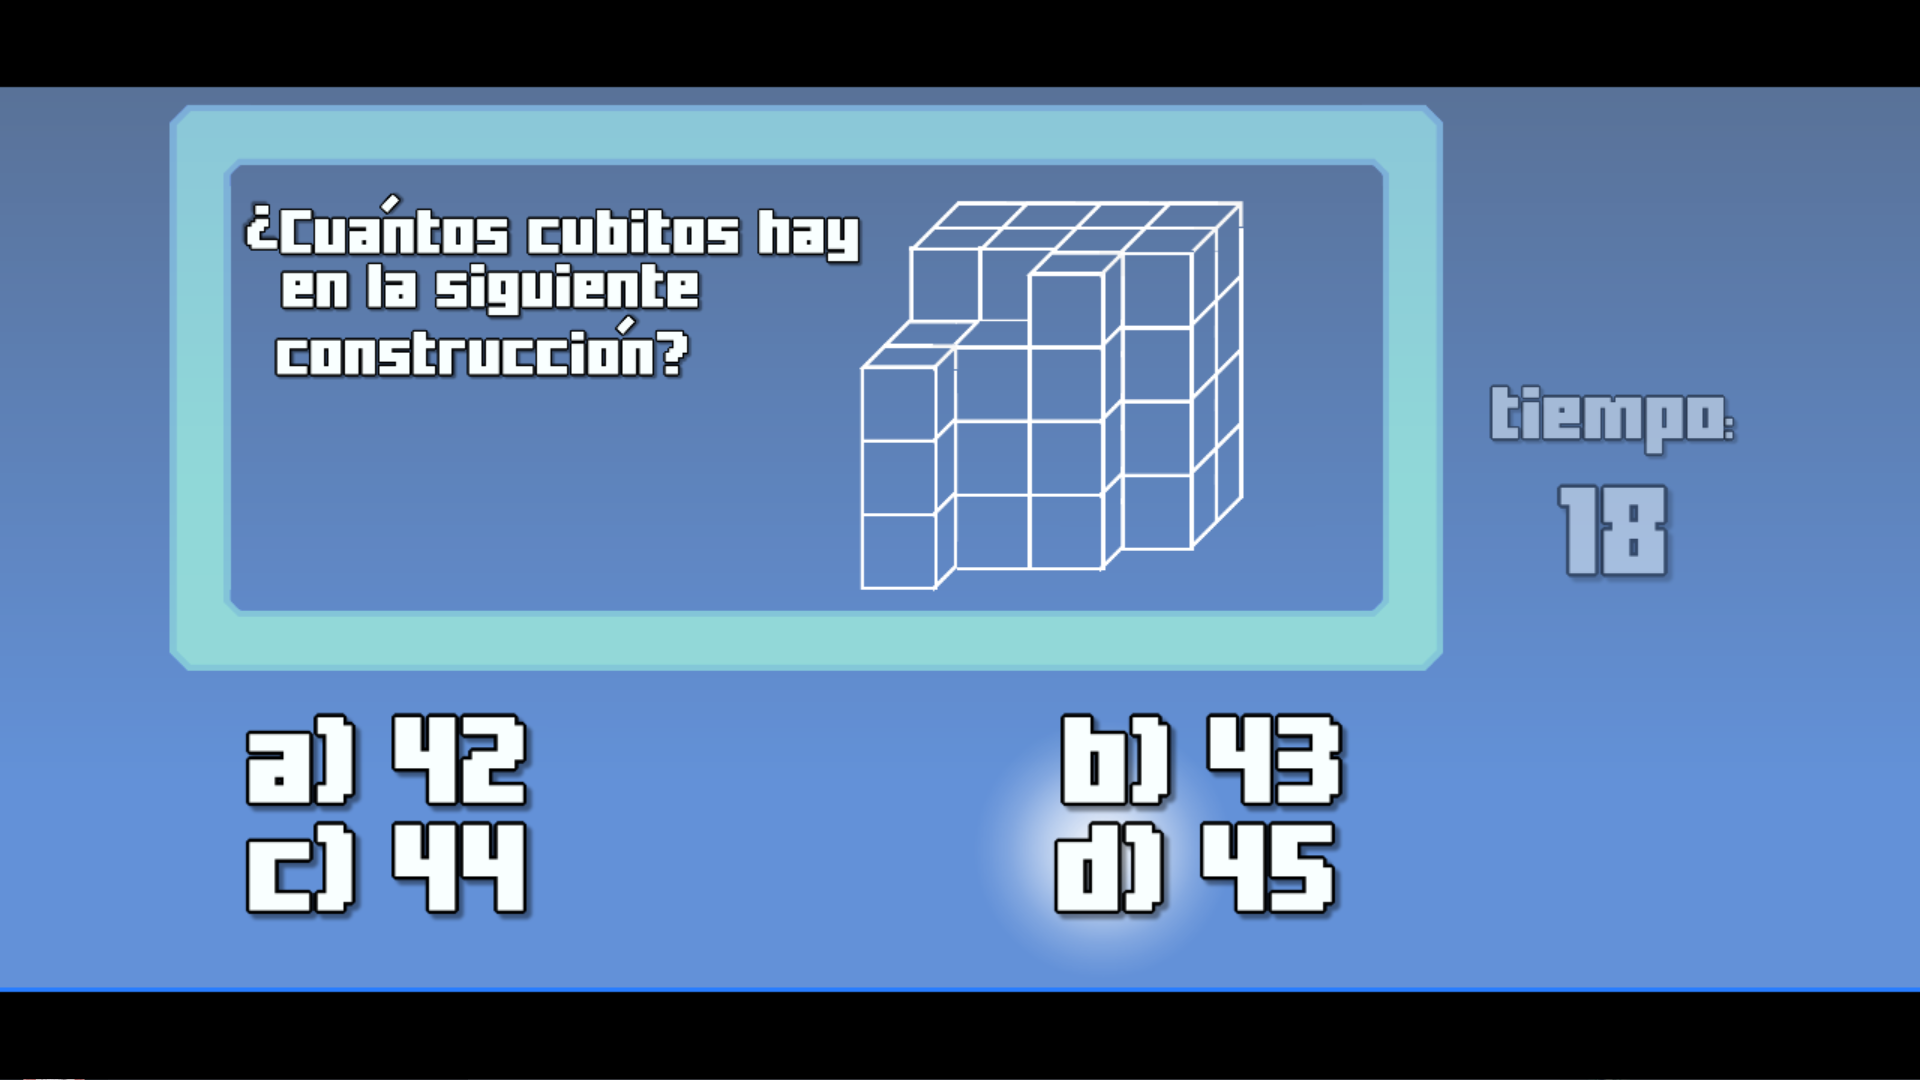 ¿Cuántos cubitos hay
en la siguiente
construcción?
tiempo:
18
a) 42
b) 43
c) 44
d) 45